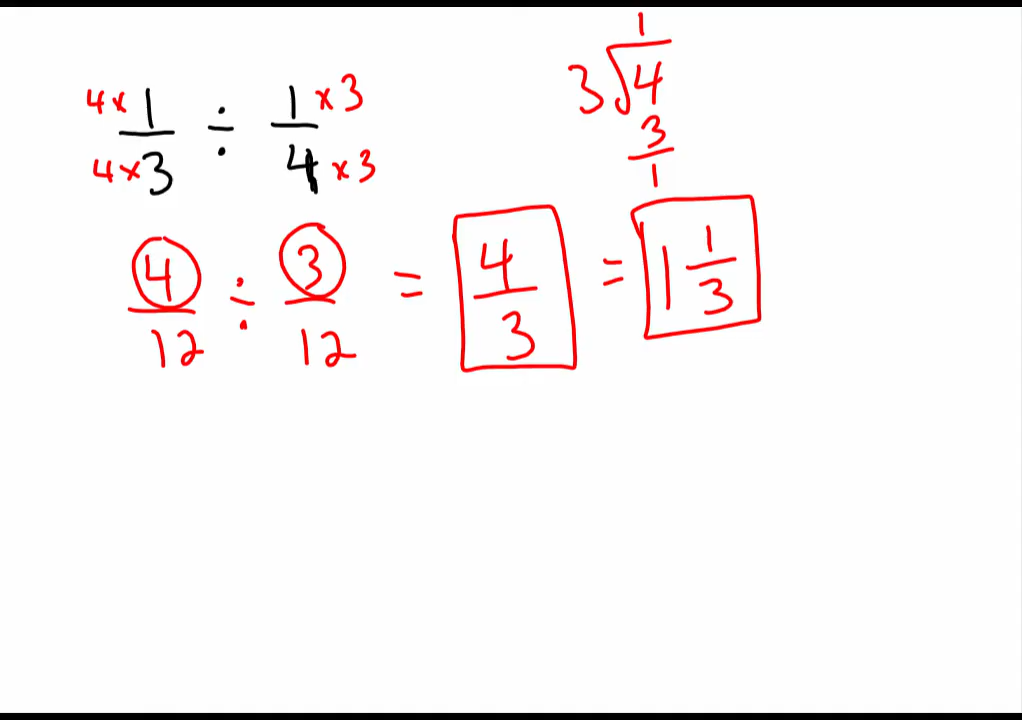 4 × 1/3 4 × ÷ 1/4 × 3 × 3
4/12 ÷ 3/12 = 4/3 = 1 1/3
1
3√4
3
1